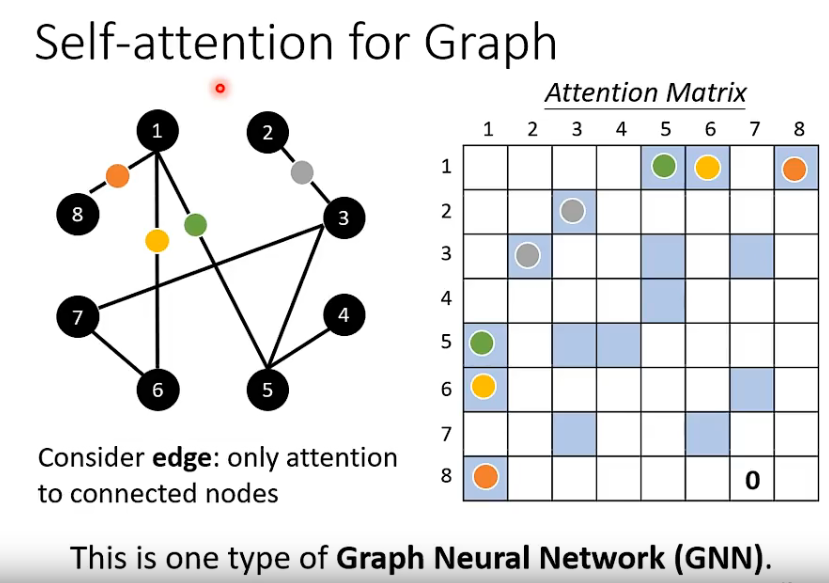 Self-attention for Graph
Attention Matrix
1 2 3 4 5 6 7 8
1
2
3
4
5
6
7
8
0
1
2
8
3
7
4
6
5
Consider edge: only attention
to connected nodes
This is one type of Graph Neural Network (GNN).